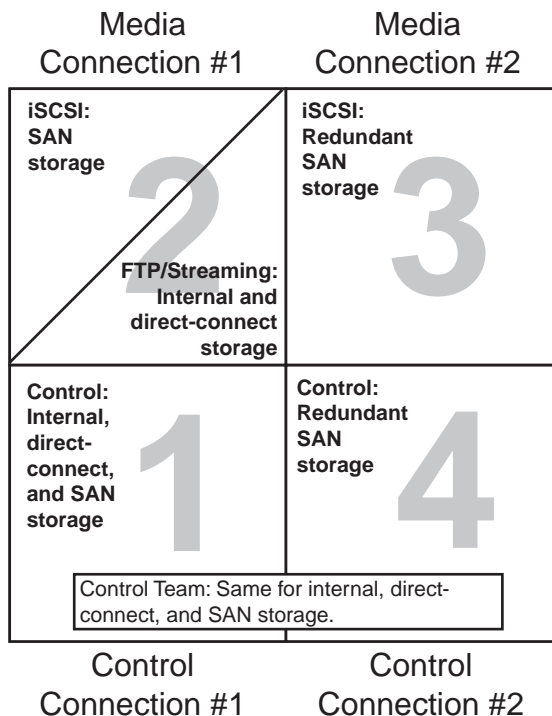 Media
Connection #1
Media
Connection #2
iSCSI:
SAN
storage
2
FTP/Streaming:
Internal and
direct-connect
storage
iSCSI:
Redundant
SAN
storage
3
Control:
Internal,
direct-
connect,
and SAN
storage
1
Control:
Redundant
SAN
storage
4
Control Team: Same for internal, direct-
connect, and SAN storage.
Control
Connection #1
Control
Connection #2